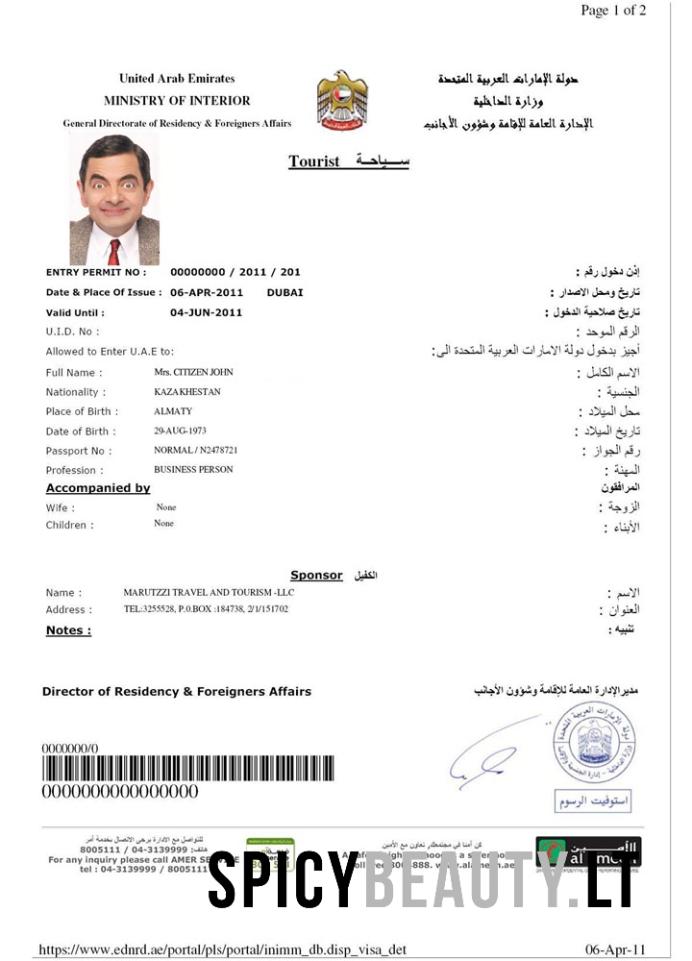 Page 1 of 2
United Arab Emirates
دولة الإمارات العربية المتحدة
MINISTRY OF INTERIOR
وزارة الداخلية
General Directorate of Residency & Foreigners Affairs
الإدارة العامة للإقامة وشؤون الأجانب
Tourist سـيـاحـة
ENTRY PERMIT NO : 00000000 / 2011 / 201 إذن دخول رقم :
Date & Place Of Issue : 06-APR-2011 DUBAI تاريخ ومحل الاصدار :
Valid Until : 04-JUN-2011 تاريخ صلاحية الدخول :
U.I.D. No : الرقم الموحد :
Allowed to Enter U.A.E to: أجيز بدخول دولة الامارات العربية المتحدة الى:
Full Name : Mrs. CITIZEN JOHN الاسم الكامل :
Nationality : KAZAKHESTAN الجنسية :
Place of Birth : ALMATY محل الميلاد :
Date of Birth : 29-AUG-1973 تاريخ الميلاد :
Passport No : NORMAL / N2478721 رقم الجواز :
Profession : BUSINESS PERSON المهنة :
Accompanied by المرافقون
Wife : None الزوجة :
Children : None الأبناء :
Sponsor الكفيل
Name : MARUTZZI TRAVEL AND TOURISM -LLC الاسم :
Address : TEL:3255528, P.0.BOX :184738, 2/1/151702 العنوان :
Notes : تنبيه :
Director of Residency & Foreigners Affairs مدير الإدارة العامة للإقامة وشؤون الأجانب
دولة الإمارات العربية المتحدة
استوفيت الرسوم
0000000/0
0000000000000000
للتواصل مع الادارة يرجى الاتصال بخدمة آمر
هاتف: 04-3139999 / 8005111
For any inquiry please call AMER
tel : 04-3139999 / 8005111
كن آمنا في مجتمعك، تعاون مع الأمين
الأمين
al ameen
SPICYBEAUTY.LT
https://www.ednrd.ae/portal/pls/portal/inimm_db.disp_visa_det
06-Apr-11